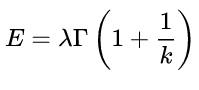 E = λΓ(1 + 1/k)